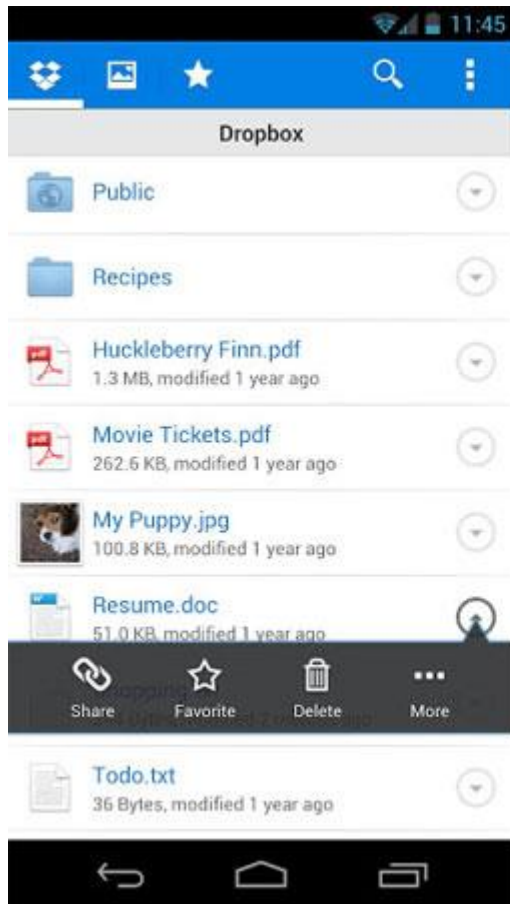 11:45
Dropbox
Public
Recipes
Huckleberry Finn.pdf
1.3 MB, modified 1 year ago
Movie Tickets.pdf
262.6 KB, modified 1 year ago
My Puppy.jpg
100.8 KB, modified 1 year ago
Resume.doc
51.0 KB, modified 1 year ago
Share Favorite Delete More
Todo.txt
36 Bytes, modified 1 year ago